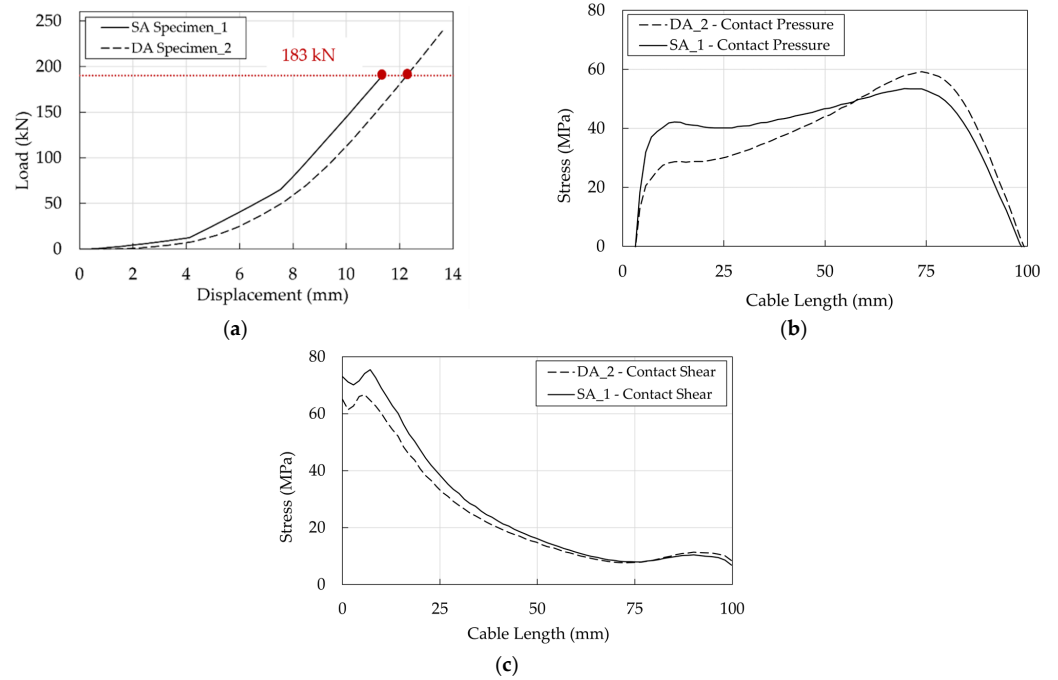 250
200
150
100
50
0
Load (kN)
SA Specimen_1
DA Specimen_2
183 kN
0 2 4 6 8 10 12 14
Displacement (mm)
(a)
80
60
40
20
0
Stress (MPa)
DA_2 - Contact Pressure
SA_1 - Contact Pressure
0 25 50 75 100
Cable Length (mm)
(b)
80
60
40
20
0
Stress (MPa)
DA_2 - Contact Shear
SA_1 - Contact Shear
0 25 50 75 100
Cable Length (mm)
(c)